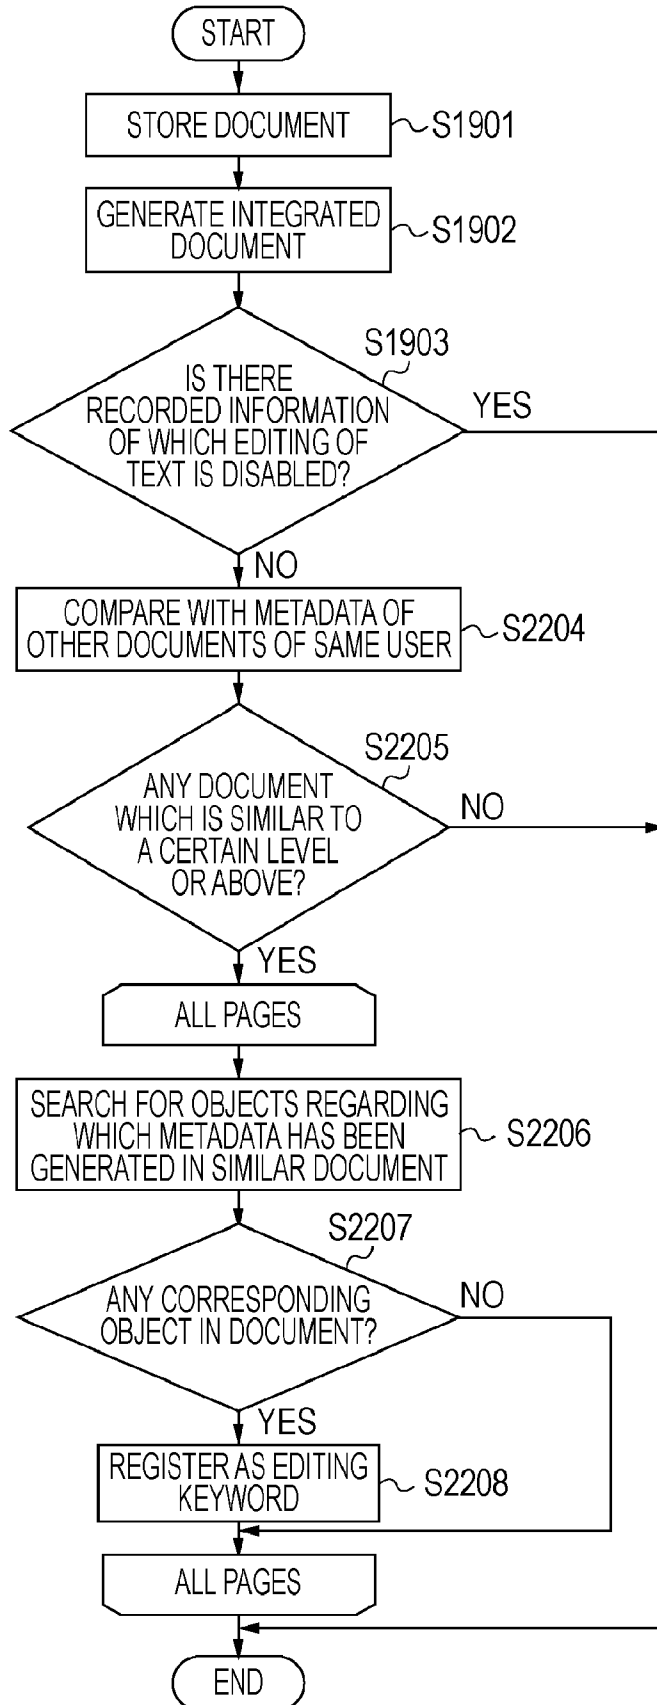 START
STORE DOCUMENT
S1901
GENERATE INTEGRATED
DOCUMENT
S1902
S1903
IS THERE
RECORDED INFORMATION
OF WHICH EDITING OF
TEXT IS DISABLED?
YES
NO
COMPARE WITH METADATA OF
OTHER DOCUMENTS OF SAME USER
S2204
S2205
ANY DOCUMENT
WHICH IS SIMILAR TO
A CERTAIN LEVEL
OR ABOVE?
NO
YES
ALL PAGES
SEARCH FOR OBJECTS REGARDING
WHICH METADATA HAS BEEN
GENERATED IN SIMILAR DOCUMENT
S2206
S2207
ANY CORRESPONDING
OBJECT IN DOCUMENT?
NO
YES
REGISTER AS EDITING
KEYWORD
S2208
ALL PAGES
END